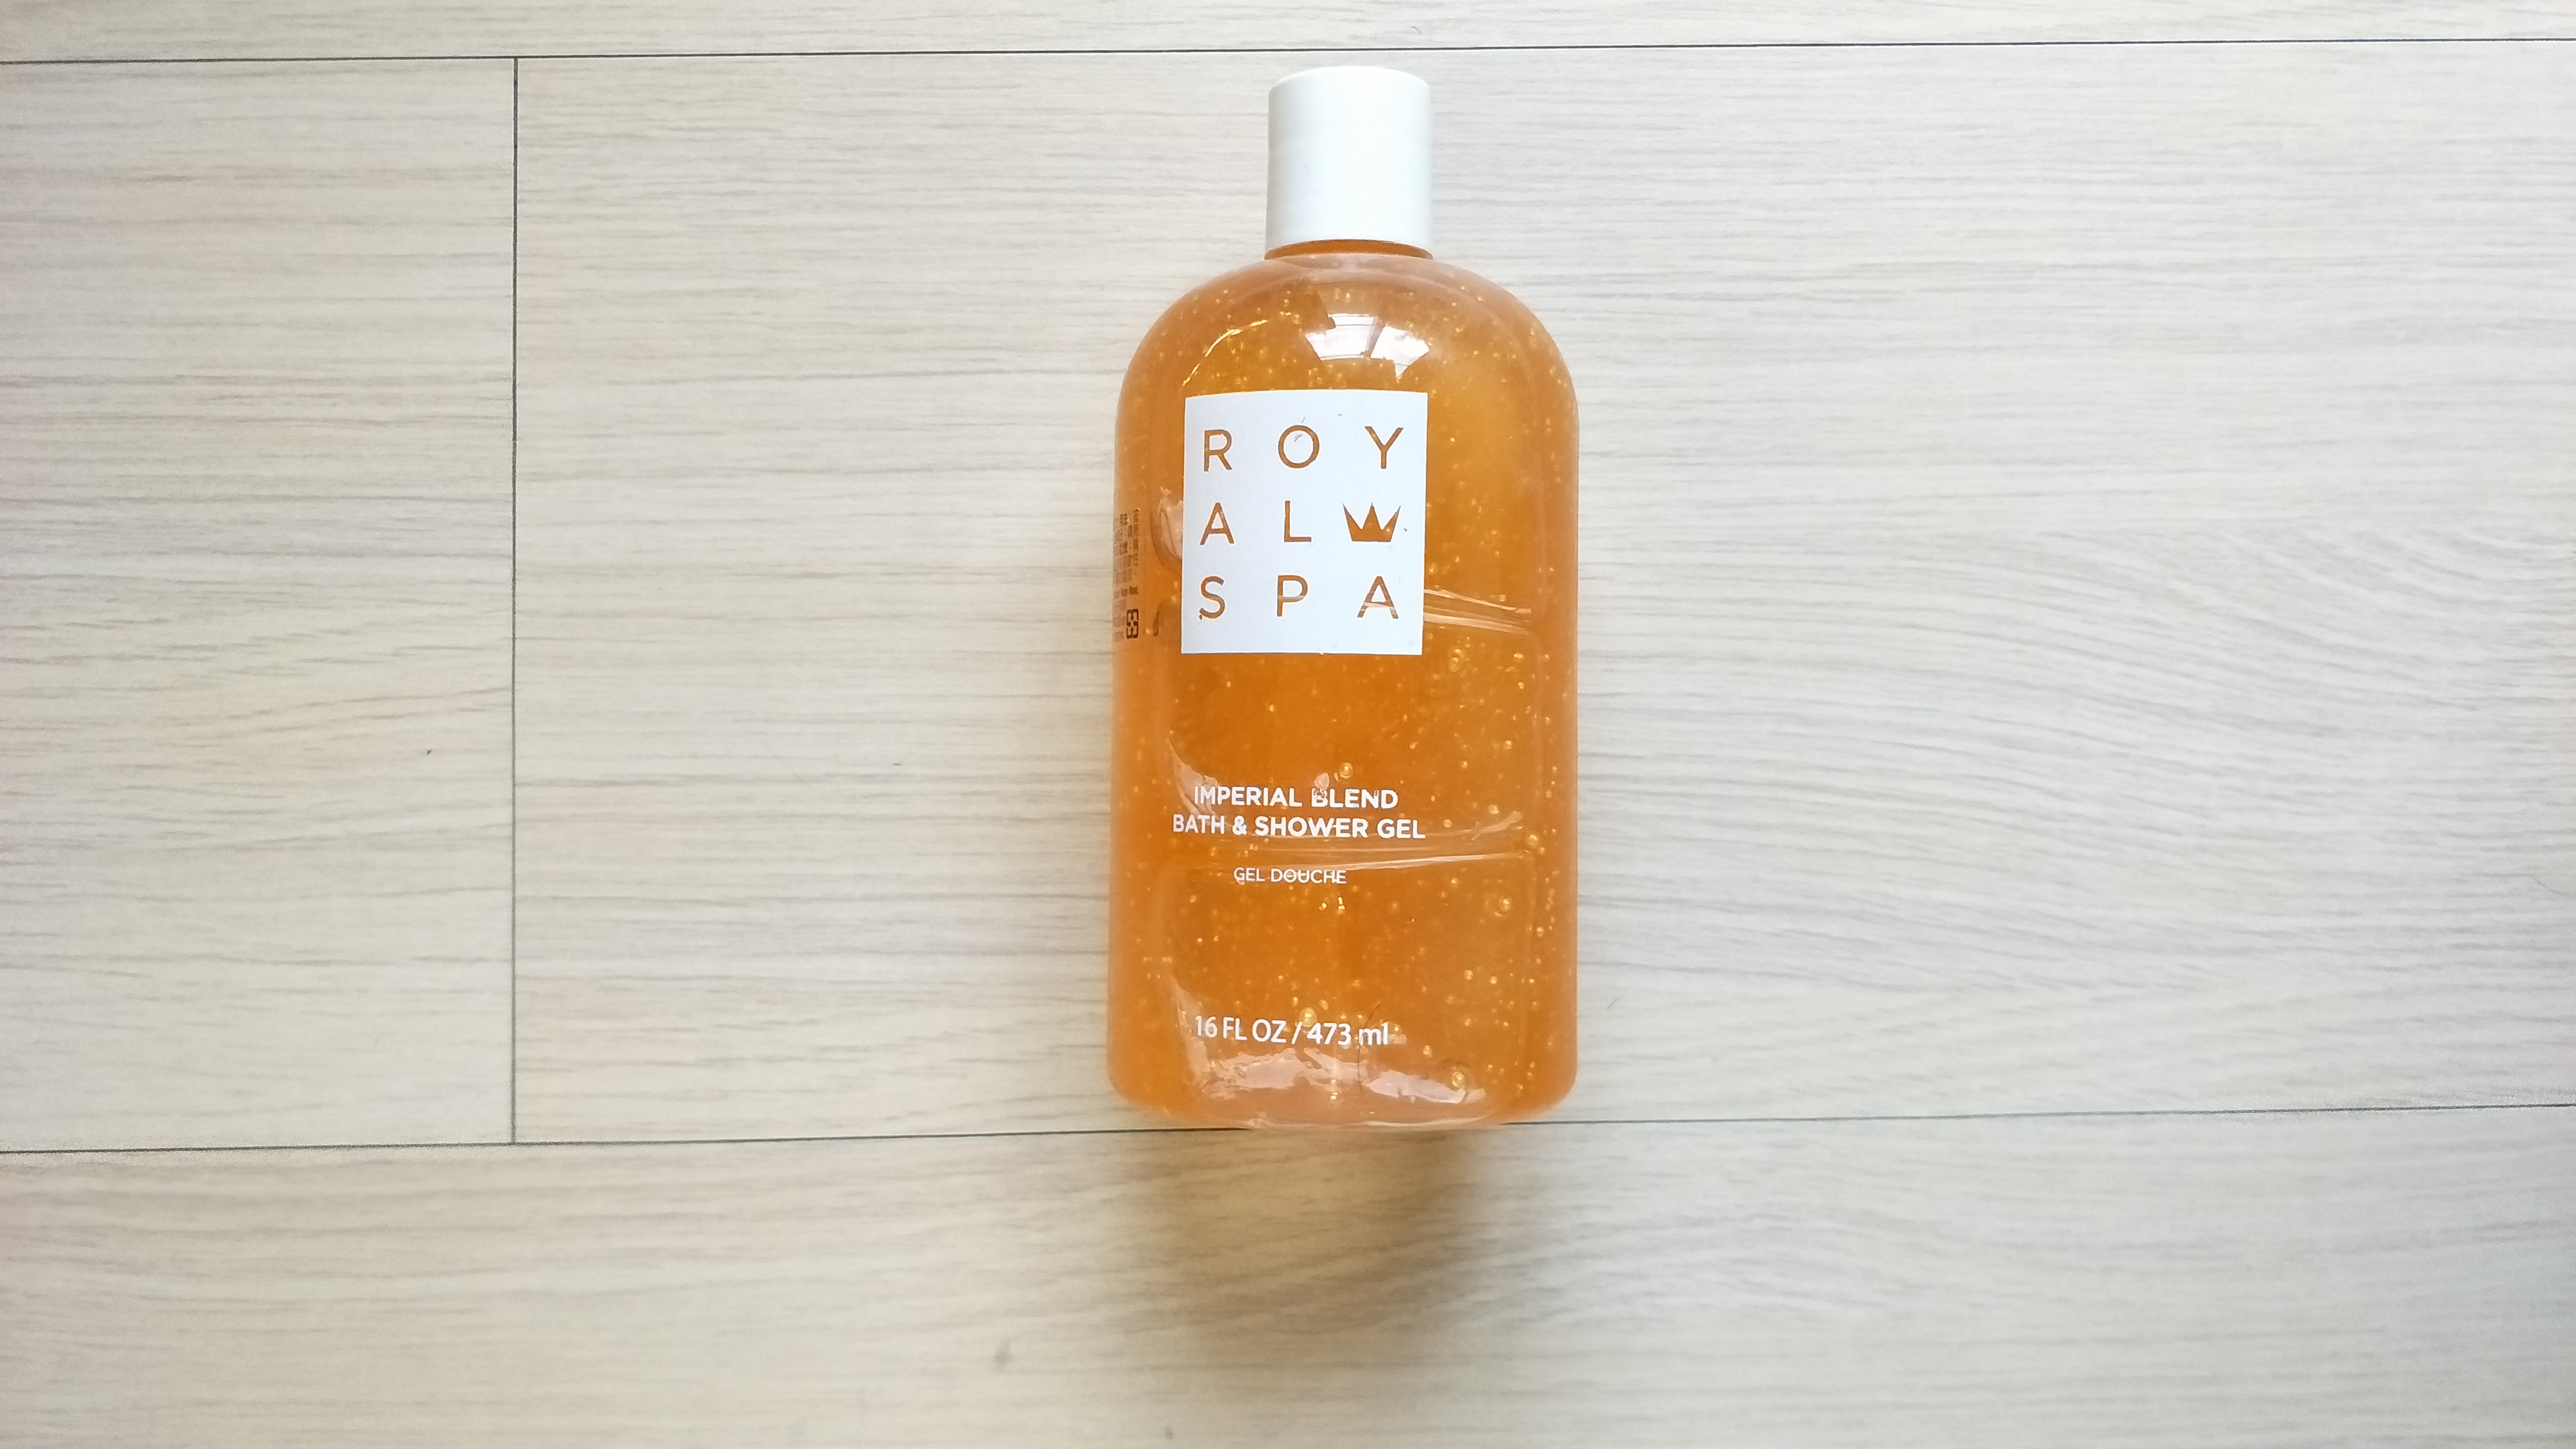 R O Y
A L
S P A
IMPERIAL BLEND
BATH & SHOWER GEL
GEL DOUCHE
16 FL OZ / 473 ml